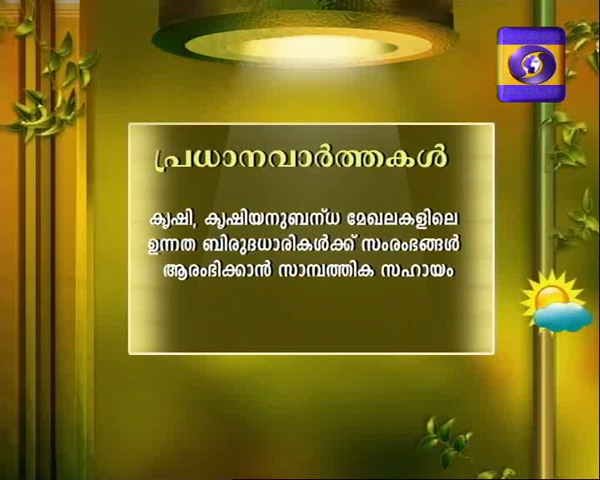 പ്രധാനവാർത്തകൾ
കൃഷി, കൃഷിയനുബന്ധ മേഖലകളിലെ
ഉന്നത ബിരുദധാരികൾക്ക് സംരംഭങ്ങൾ
ആരംഭിക്കാൻ സാമ്പത്തിക സഹായം